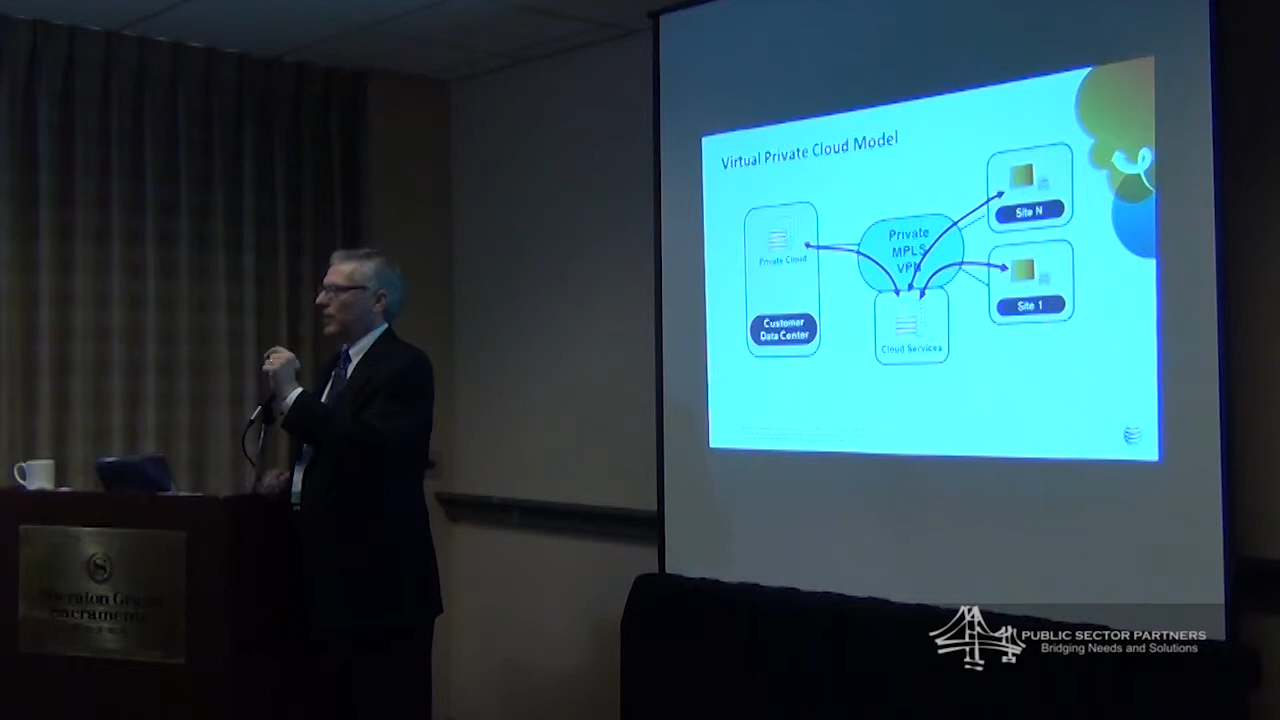 Virtual Private Cloud Model
Private Cloud
Customer
Data Center
Private
MPLS
VPN
Cloud Services
Site N
Site 1
Sheraton Grand
Sacramento
PUBLIC SECTOR PARTNERS
Bridging Needs and Solutions